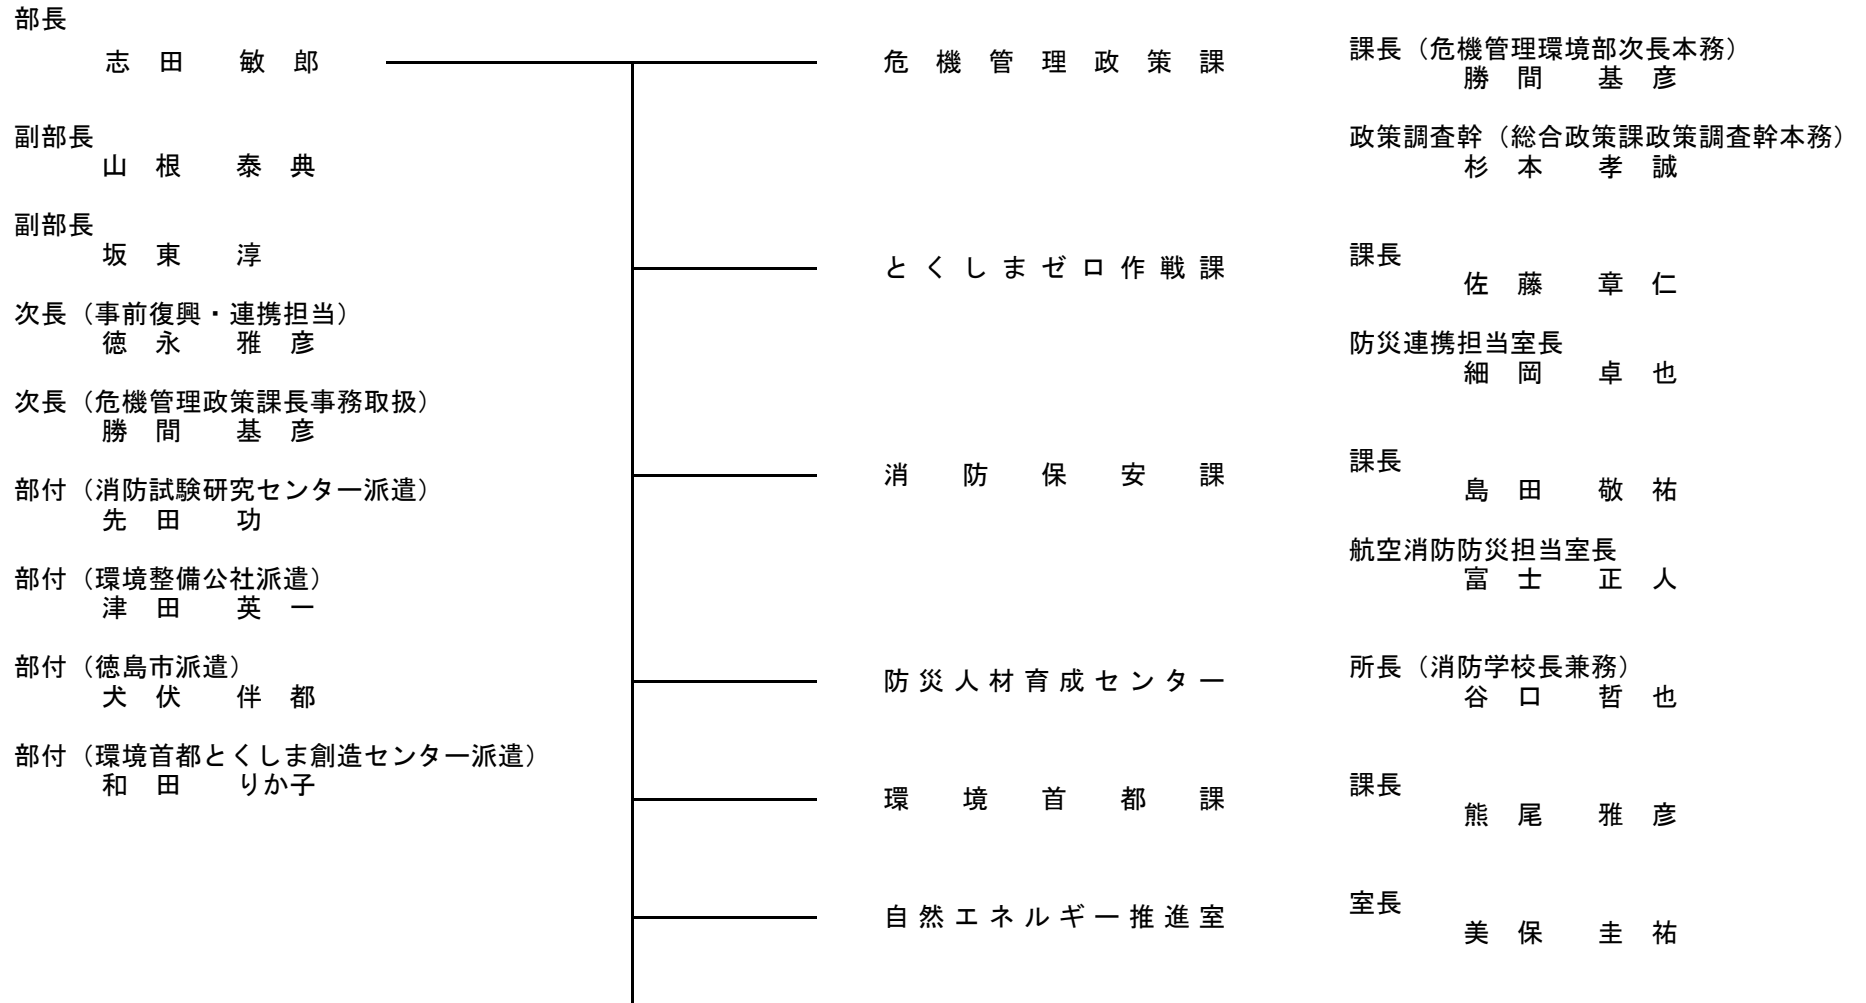 部長
志田　敏郎
副部長
山根　泰典
副部長
坂東　淳
次長（事前復興・連携担当）
徳永　雅彦
次長（危機管理政策課長事務取扱）
勝間　基彦
部付（消防試験研究センター派遣）
先田　功
部付（環境整備公社派遣）
津田　英一
部付（徳島市派遣）
犬伏　伴都
部付（環境首都とくしま創造センター派遣）
和田　りか子
危機管理政策課
課長（危機管理環境部次長本務）
勝間　基彦
政策調査幹（総合政策課政策調査幹本務）
杉本　孝誠
とくしまゼロ作戦課
課長
佐藤　章仁
防災連携担当室長
細岡　卓也
消防保安課
課長
島田　敬祐
航空消防防災担当室長
富士　正人
防災人材育成センター
所長（消防学校長兼務）
谷口　哲也
環境首都課
課長
熊尾　雅彦
自然エネルギー推進室
室長
美保　圭祐